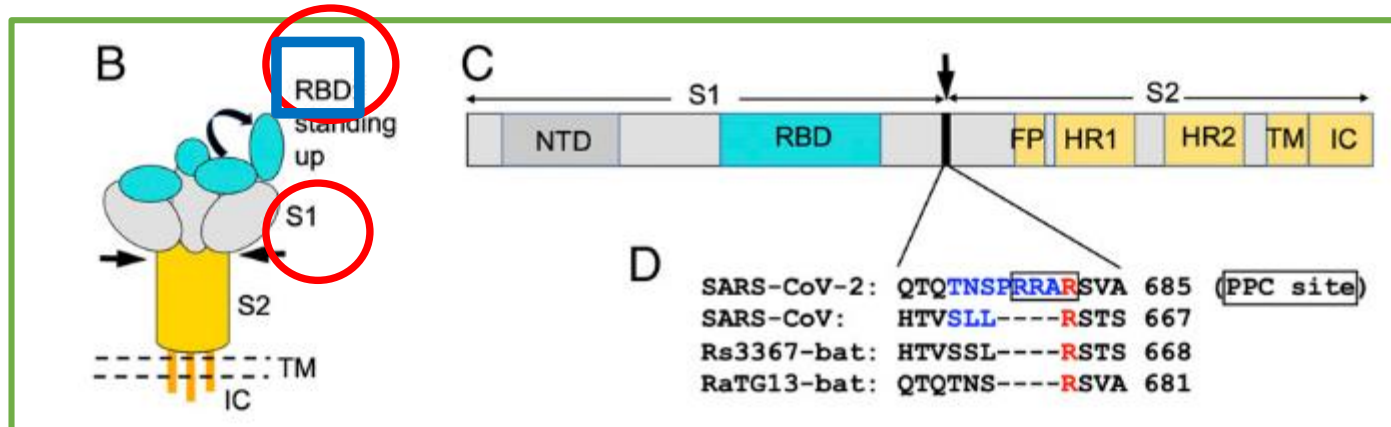 B
RBD
standing
up
S1
S2
TM
IC
C
S1 S2
NTD RBD FP HR1 HR2 TM IC
D
SARS-CoV-2: QTQTNSPRRARSVA 685 (PPC site)
SARS-CoV: HTVSLL----RSTS 667
Rs3367-bat: HTVSSL----RSTS 668
RaTG13-bat: QTQTNS----RSVA 681